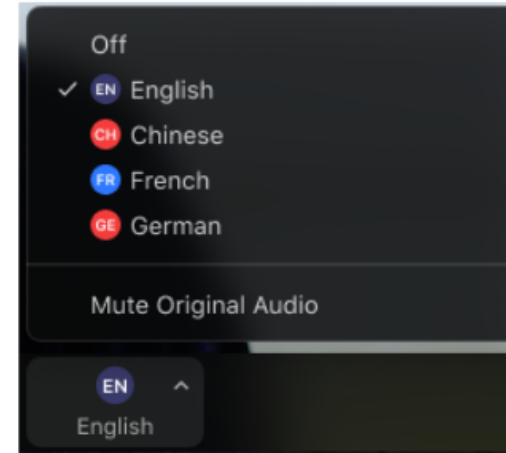 Off
EN English
CH Chinese
FR French
GE German
Mute Original Audio
EN
English